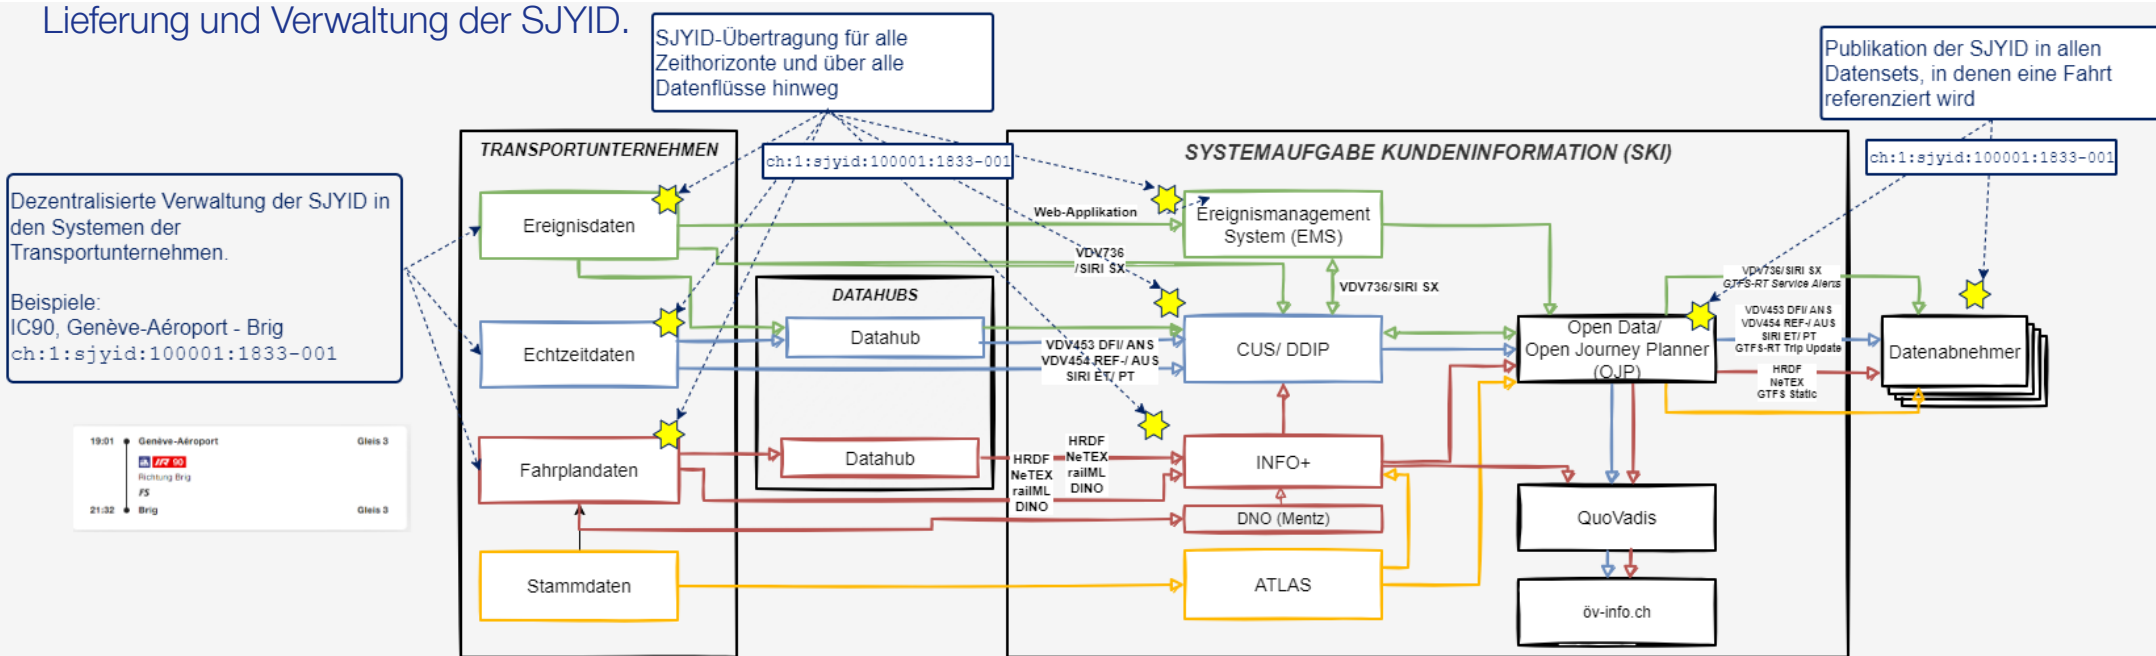 Lieferung und Verwaltung der SJYID.
SJYID-Übertragung für alle
Zeithorizonte und über alle
Datenflüsse hinweg
Publikation der SJYID in allen
Datensets, in denen eine Fahrt
referenziert wird
TRANSPORTUNTERNEHMEN
ch:1:sjyid:100001:1833-001
SYSTEMAUFGABE KUNDENINFORMATION (SKI)
ch:1:sjyid:100001:1833-001
Dezentralisierte Verwaltung der SJYID in
den Systemen der
Transportunternehmen.
Beispiele:
IC90, Genève-Aéroport - Brig
ch:1:sjyid:100001:1833-001
Ereignisdaten
Web-Applikation
Ereignismanagement
System (EMS)
VDV736
/SIRI SX
VDV736/SIRI SX
VDV736/SIRI SX
GTFS-RT Service Alerts
DATAHUBS
Datahub
Echtzeitdaten
VDV453 DFI/ ANS
VDV454 REF-/ AUS
SIRI ET/ PT
CUS/ DDIP
Open Data/
Open Journey Planner
(OJP)
VDV453 DFI/ ANS
VDV454 REF-/ AUS
SIRI ET/ PT
GTFS-RT Trip Update
HRDF
NeTEX
GTFS Static
Datenabnehmer
19:01 Genève-Aéroport Gleis 3
IR 90
Richtung Brig
FS
21:32 Brig Gleis 3
Fahrplandaten
Datahub
HRDF
NeTEX
railML
DINO
HRDF
NeTEX
railML
DINO
INFO+
DNO (Mentz)
QuoVadis
Stammdaten
ATLAS
öv-info.ch